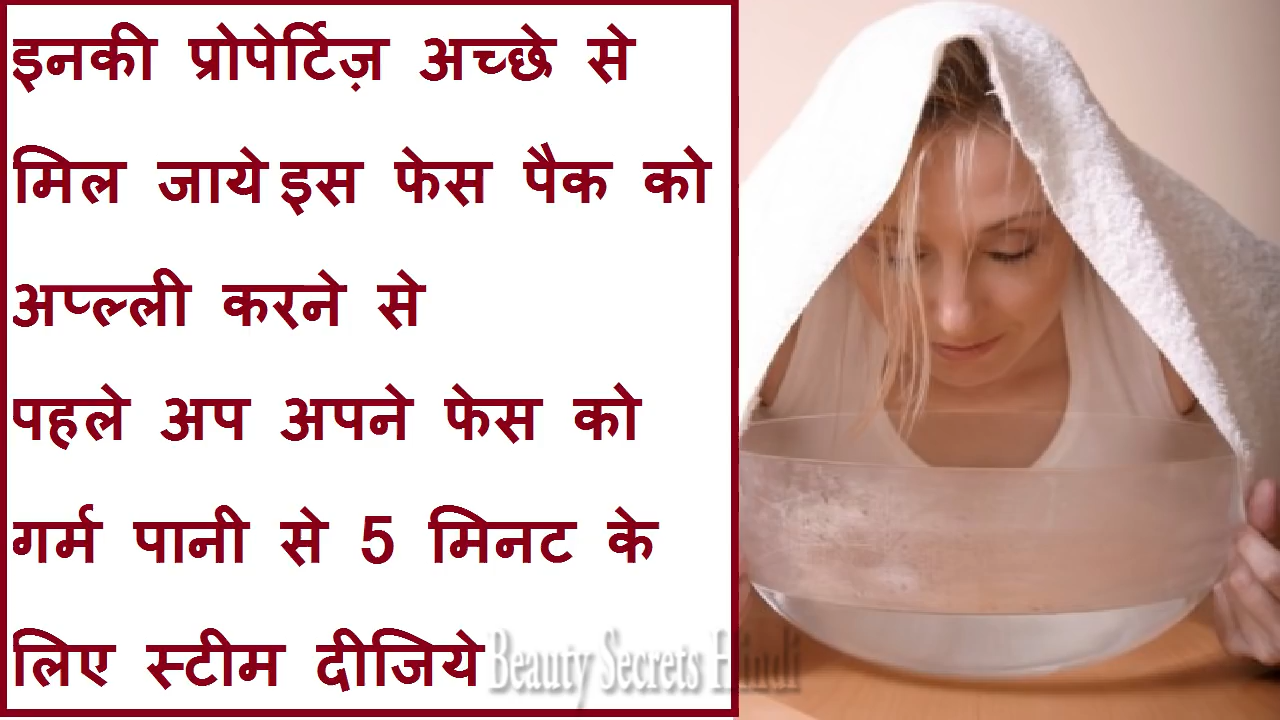 इनकी प्रोपेर्टिज़ अच्छे से
मिल जाये इस फेस पैक को
अप्ल्ली करने से
पहले अप अपने फेस को
गर्म पानी से 5 मिनट के
लिए स्टीम दीजिये
Beauty Secrets Hindi